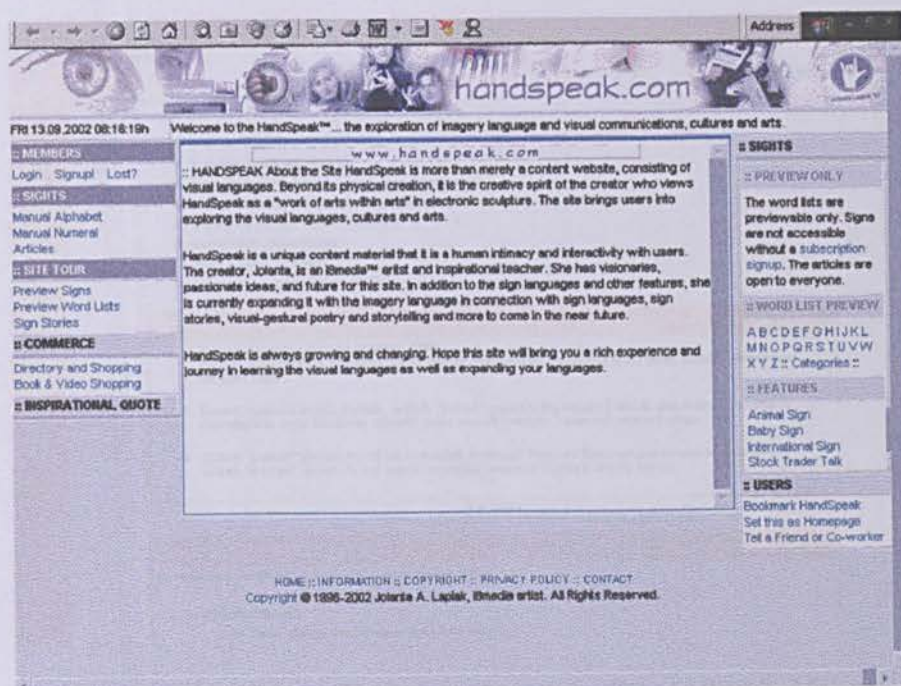 Address
handspeak.com
FRI 13.09.2002 08:18:19h
Welcome to the HandSpeak™... the exploration of imagery language and visual communications, cultures and arts.
:: MEMBERS
Login Signup! Lost?
:: SIGHTS
Manual Alphabet
Manual Numeral
Articles
:: SITE TOUR
Preview Signs
Preview Word Lists
Sign Stories
:: COMMERCE
Directory and Shopping
Book & Video Shopping
:: INSPIRATIONAL QUOTE
www.handspeak.com
:: HANDSPEAK About the Site HandSpeak is more than merely a content website, consisting of
visual languages. Beyond its physical creation, it is the creative spirit of the creator who views
HandSpeak as a "work of arts within arts" in electronic sculpture. The site brings users into
exploring the visual languages, cultures and arts.
HandSpeak is a unique content material that it is a human intimacy and interactivity with users.
The creator, Jolanta, is an i8media™ artist and inspirational teacher. She has visionaries,
passionate ideas, and future for this site. In addition to the sign languages and other features, she
is currently expanding it with the imagery language in connection with sign languages, sign
stories, visual-gestural poetry and storytelling and more to come in the near future.
HandSpeak is always growing and changing. Hope this site will bring you a rich experience and
journey in learning the visual languages as well as expanding your languages.
:: SIGHTS
:: PREVIEW ONLY
The word lists are
previewable only. Signs
are not accessible
without a subscription
signup. The articles are
open to everyone.
:: WORD LIST PREVIEW
A B C D E F G H I J K L
M N O P Q R S T U V W
X Y Z :: Categories ::
:: FEATURES
Animal Sign
Baby Sign
International Sign
Stock Trader Talk
:: USERS
Bookmark HandSpeak
Set this as Homepage
Tell a Friend or Co-worker
HOME :: INFORMATION :: COPYRIGHT :: PRIVACY POLICY :: CONTACT
Copyright © 1996-2002 Jolanta A. Lapiak, i8media artist. All Rights Reserved.